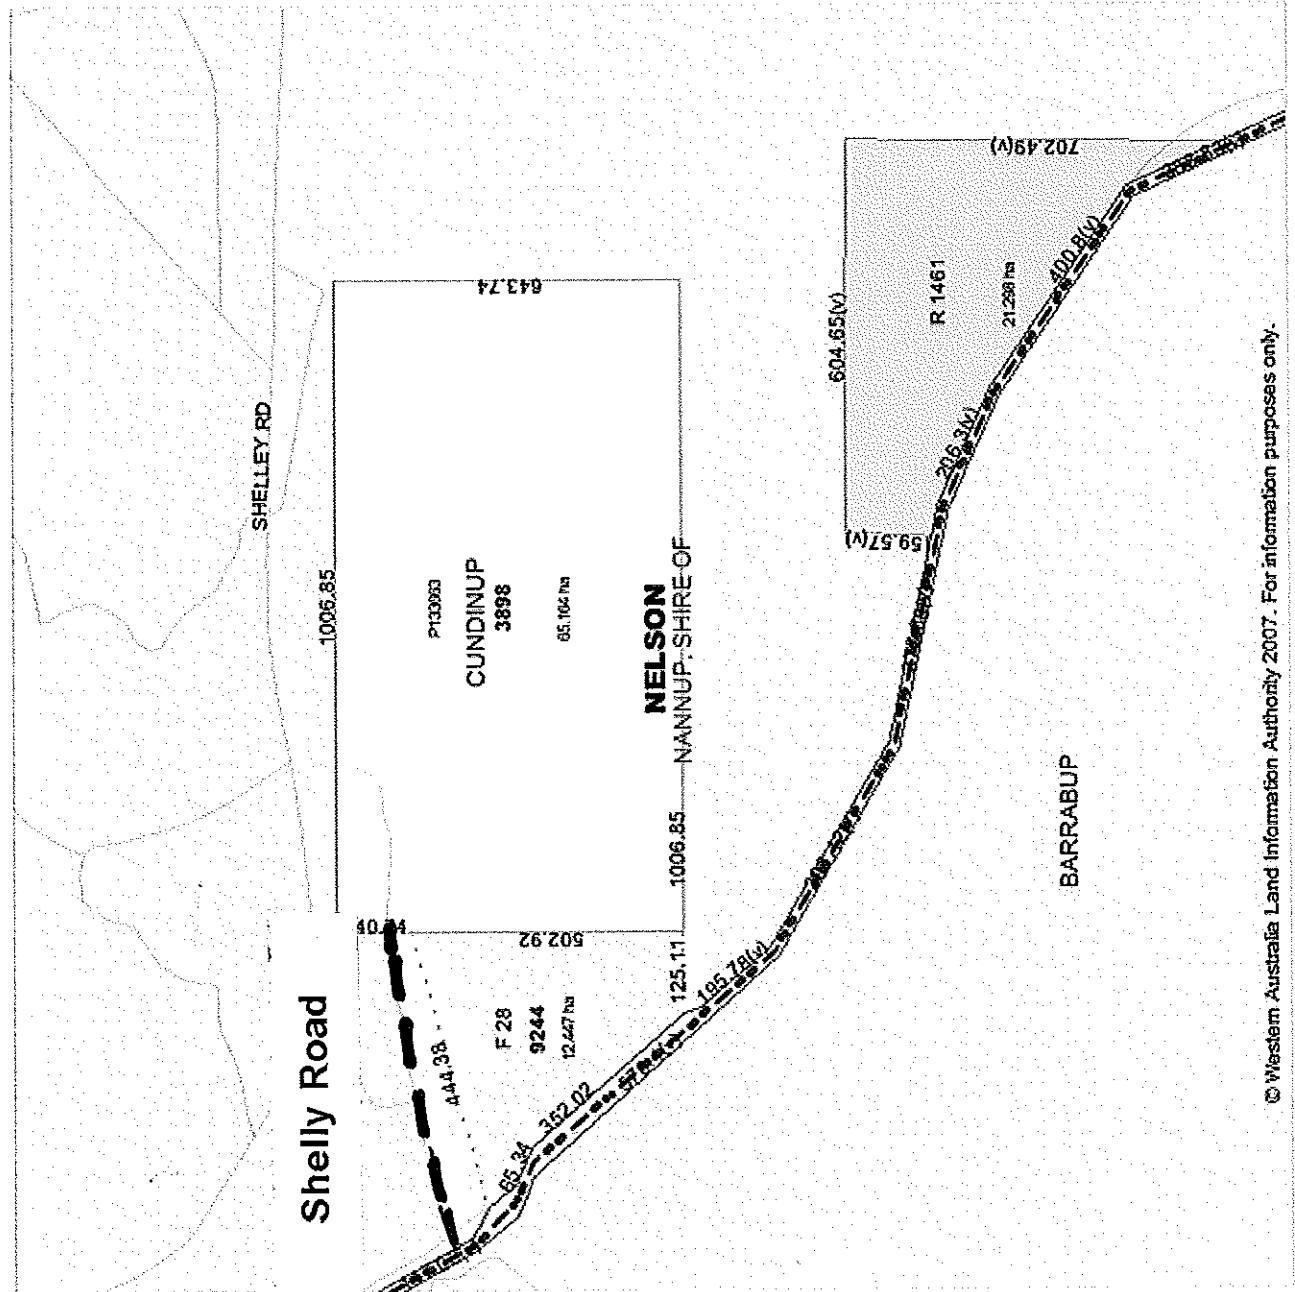 Shelly Road
SHELLEY RD
1006.85
643.74
P133963
CUNDINUP
3898
65.164 ha
NELSON
NANNUP, SHIRE OF
1006.85
502.92
125.11
444.38
F 28
9244
12.447 ha
65.34
352.02
195.78(v)
59.57(v)
604.65(v)
702.49(v)
R 1461
21.298 ha
206.3(v)
400.8(v)
BARRABUP
© Western Australia Land Information Authority 2007. For information purposes only.